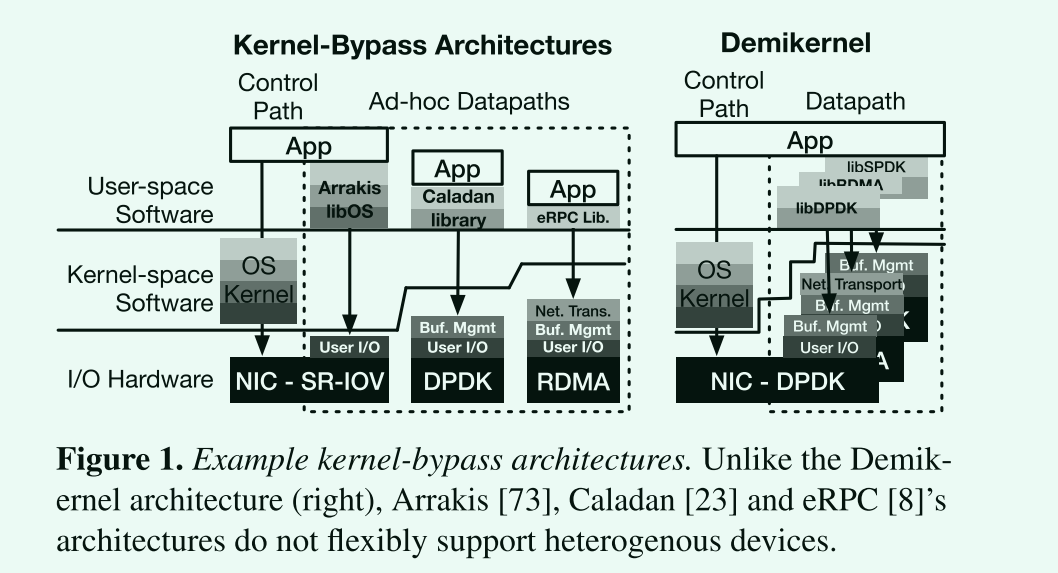 Kernel-Bypass Architectures
Demikernel
Control
Path
Ad-hoc Datapaths
Control
Path
Datapath
App
App
App
App
User-space
Software
Arrakis
libOS
Caladan
library
eRPC Lib.
libSPDK
libRDMA
libDPDK
Kernel-space
Software
OS
Kernel
OS
Kernel
Buf. Mgmt
Net. Transport
Buf. Mgmt
Buf. Mgmt
User I/O
Net. Trans.
Buf. Mgmt
User I/O
Buf. Mgmt
User I/O
User I/O
I/O Hardware
NIC - SR-IOV
DPDK
RDMA
NIC - DPDK
Figure 1. Example kernel-bypass architectures. Unlike the Demik-
ernel architecture (right), Arrakis [73], Caladan [23] and eRPC [8]'s
architectures do not flexibly support heterogenous devices.